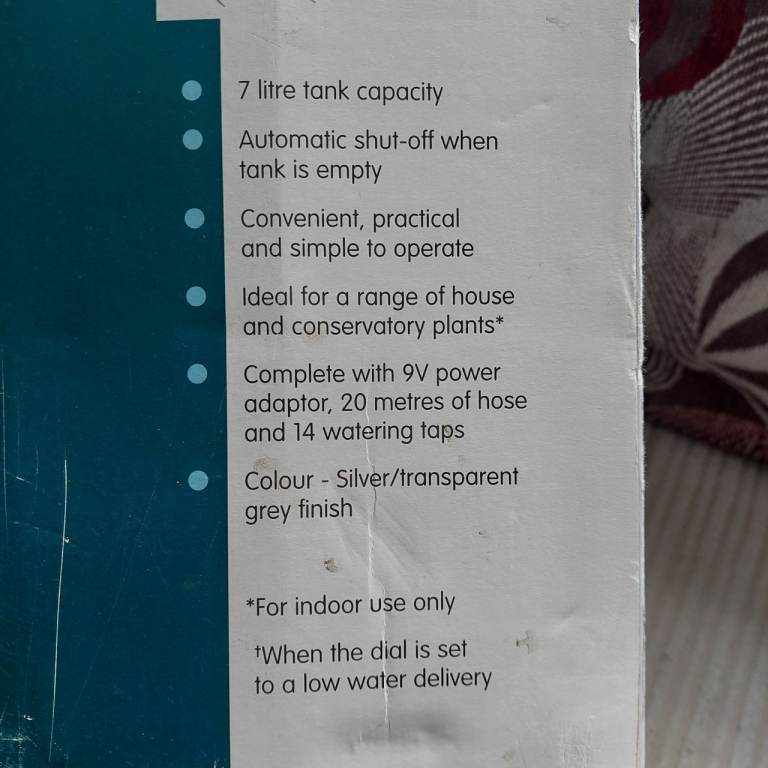 7 litre tank capacity
Automatic shut-off when
tank is empty
Convenient, practical
and simple to operate
Ideal for a range of house
and conservatory plants*
Complete with 9V power
adaptor, 20 metres of hose
and 14 watering taps
Colour - Silver/transparent
grey finish
*For indoor use only
†When the dial is set
to a low water delivery